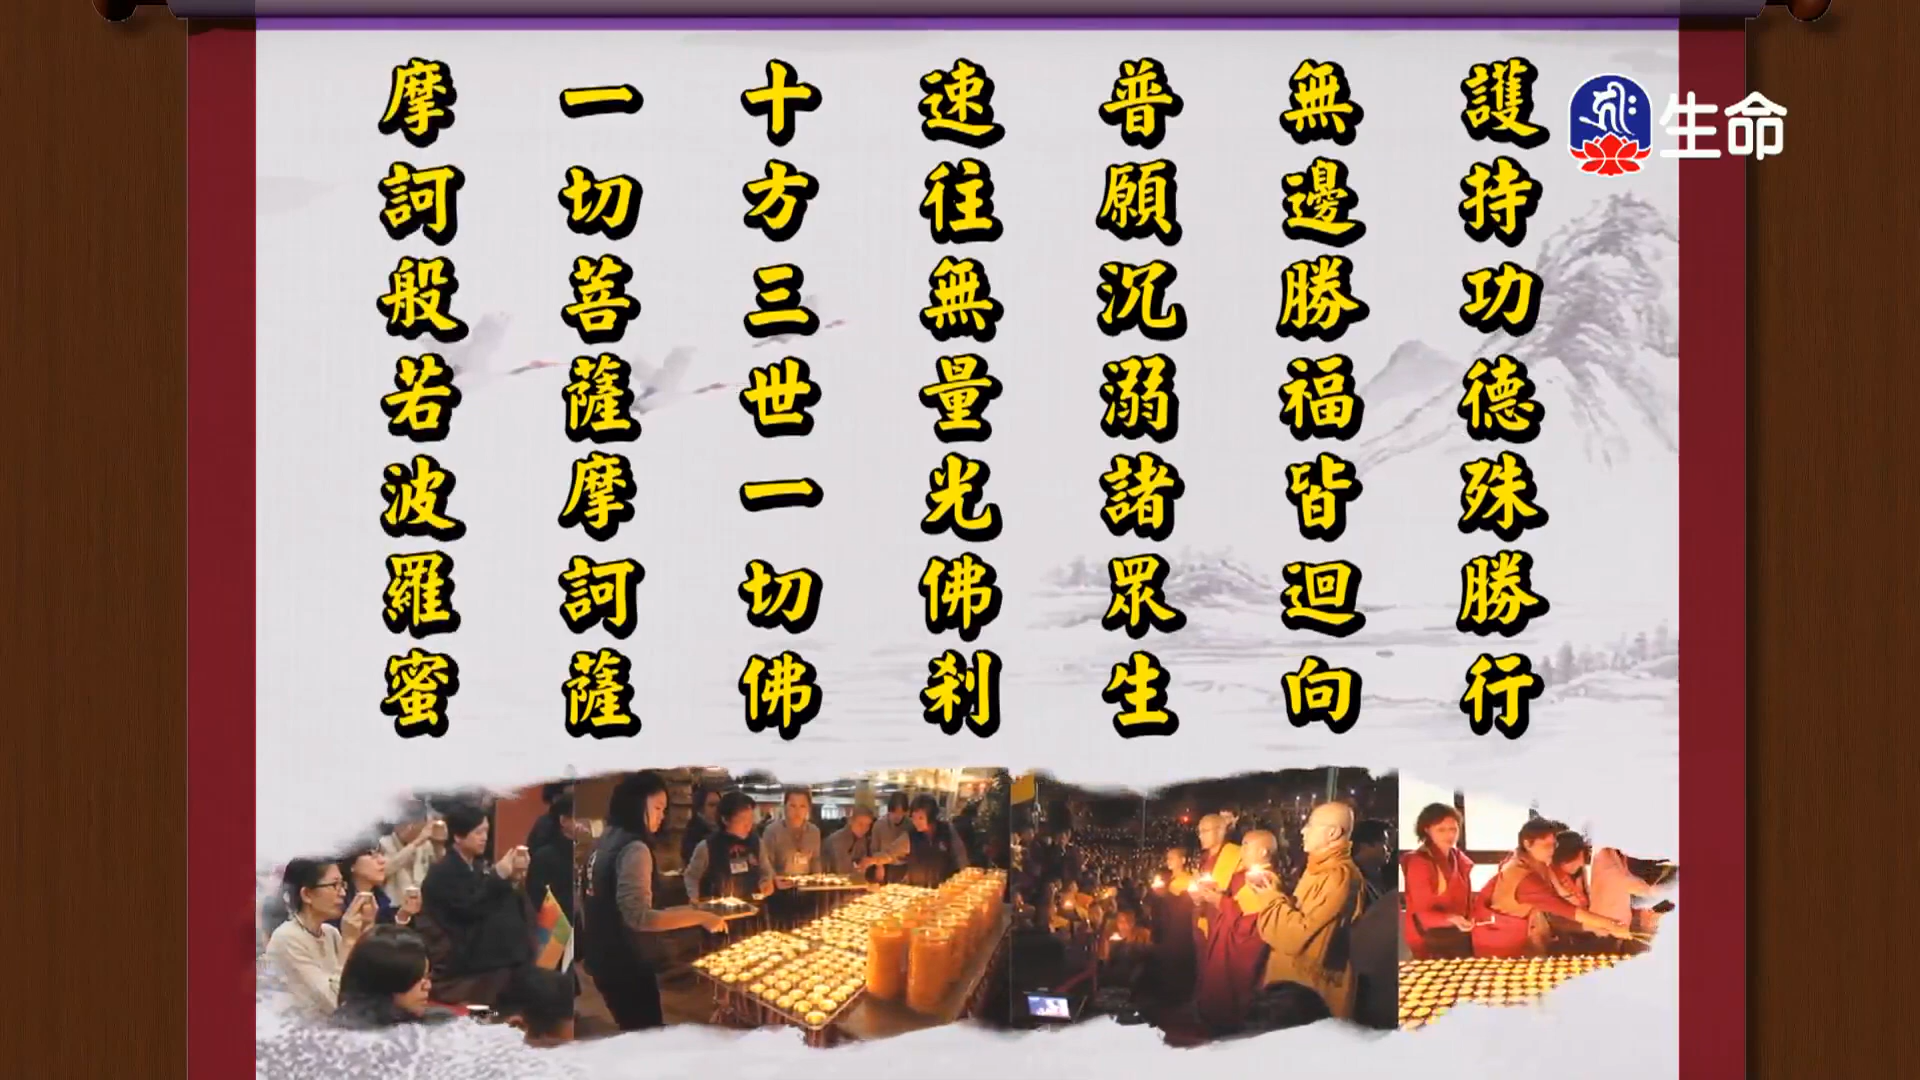 護持功德殊勝行
無邊勝福皆迴向
普願沉溺諸眾生
速往無量光佛剎
十方三世一切佛
一切菩薩摩訶薩
摩訶般若波羅蜜
生命